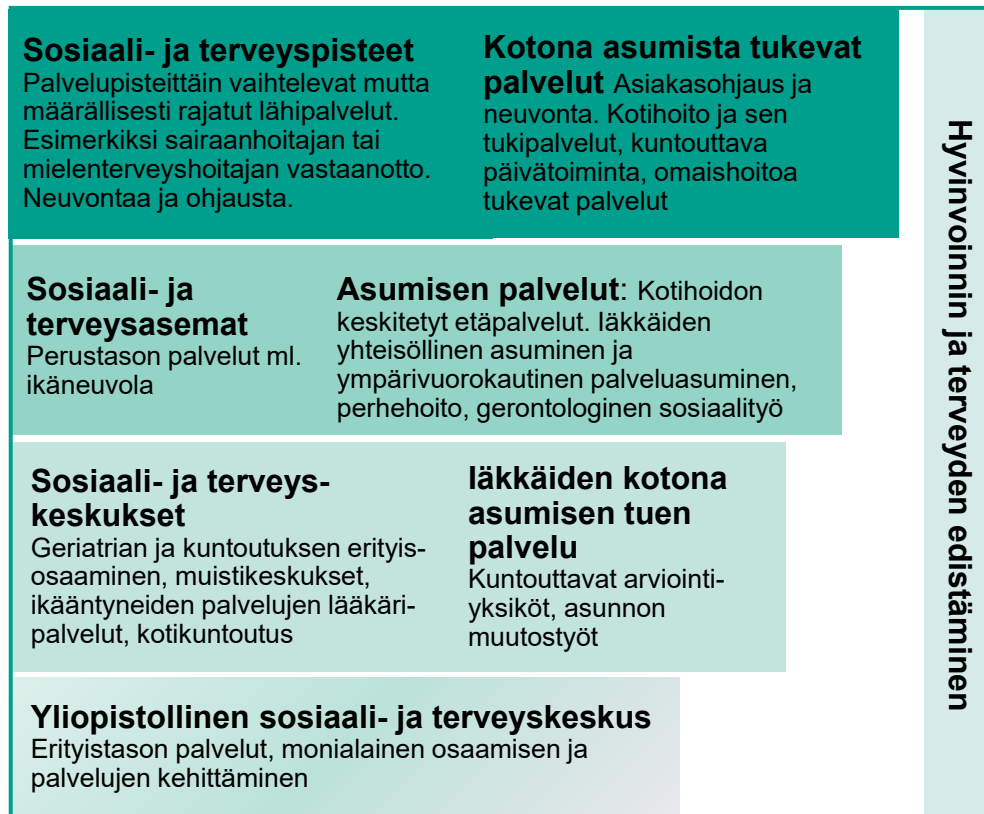 Sosiaali- ja terveyspisteet
Palvelupisteittäin vaihtelevat mutta
määrällisesti rajatut lähipalvelut.
Esimerkiksi sairaanhoitajan tai
mielenterveyshoitajan vastaanotto.
Neuvontaa ja ohjausta.
Kotona asumista tukevat
palvelut Asiakasohjaus ja
neuvonta. Kotihoito ja sen
tukipalvelut, kuntouttava
päivätoiminta, omaishoitoa
tukevat palvelut
Sosiaali- ja
terveysasemat
Perustason palvelut ml.
ikäneuvola
Asumisen palvelut: Kotihoidon
keskitetyt etäpalvelut. Iäkkäiden
yhteisöllinen asuminen ja
ympärivuorokautinen palveluasuminen,
perhehoito, gerontologinen sosiaalityö
Sosiaali- ja terveys-
keskukset
Geriatrian ja kuntoutuksen erityis-
osaaminen, muistikeskukset,
ikääntyneiden palvelujen lääkäri-
palvelut, kotikuntoutus
Iäkkäiden kotona
asumisen tuen
palvelu
Kuntouttavat arviointi-
yksiköt, asunnon
muutostyöt
Yliopistollinen sosiaali- ja terveyskeskus
Erityistason palvelut, monialainen osaamisen ja
palvelujen kehittäminen
Hyvinvoinnin ja terveyden edistäminen